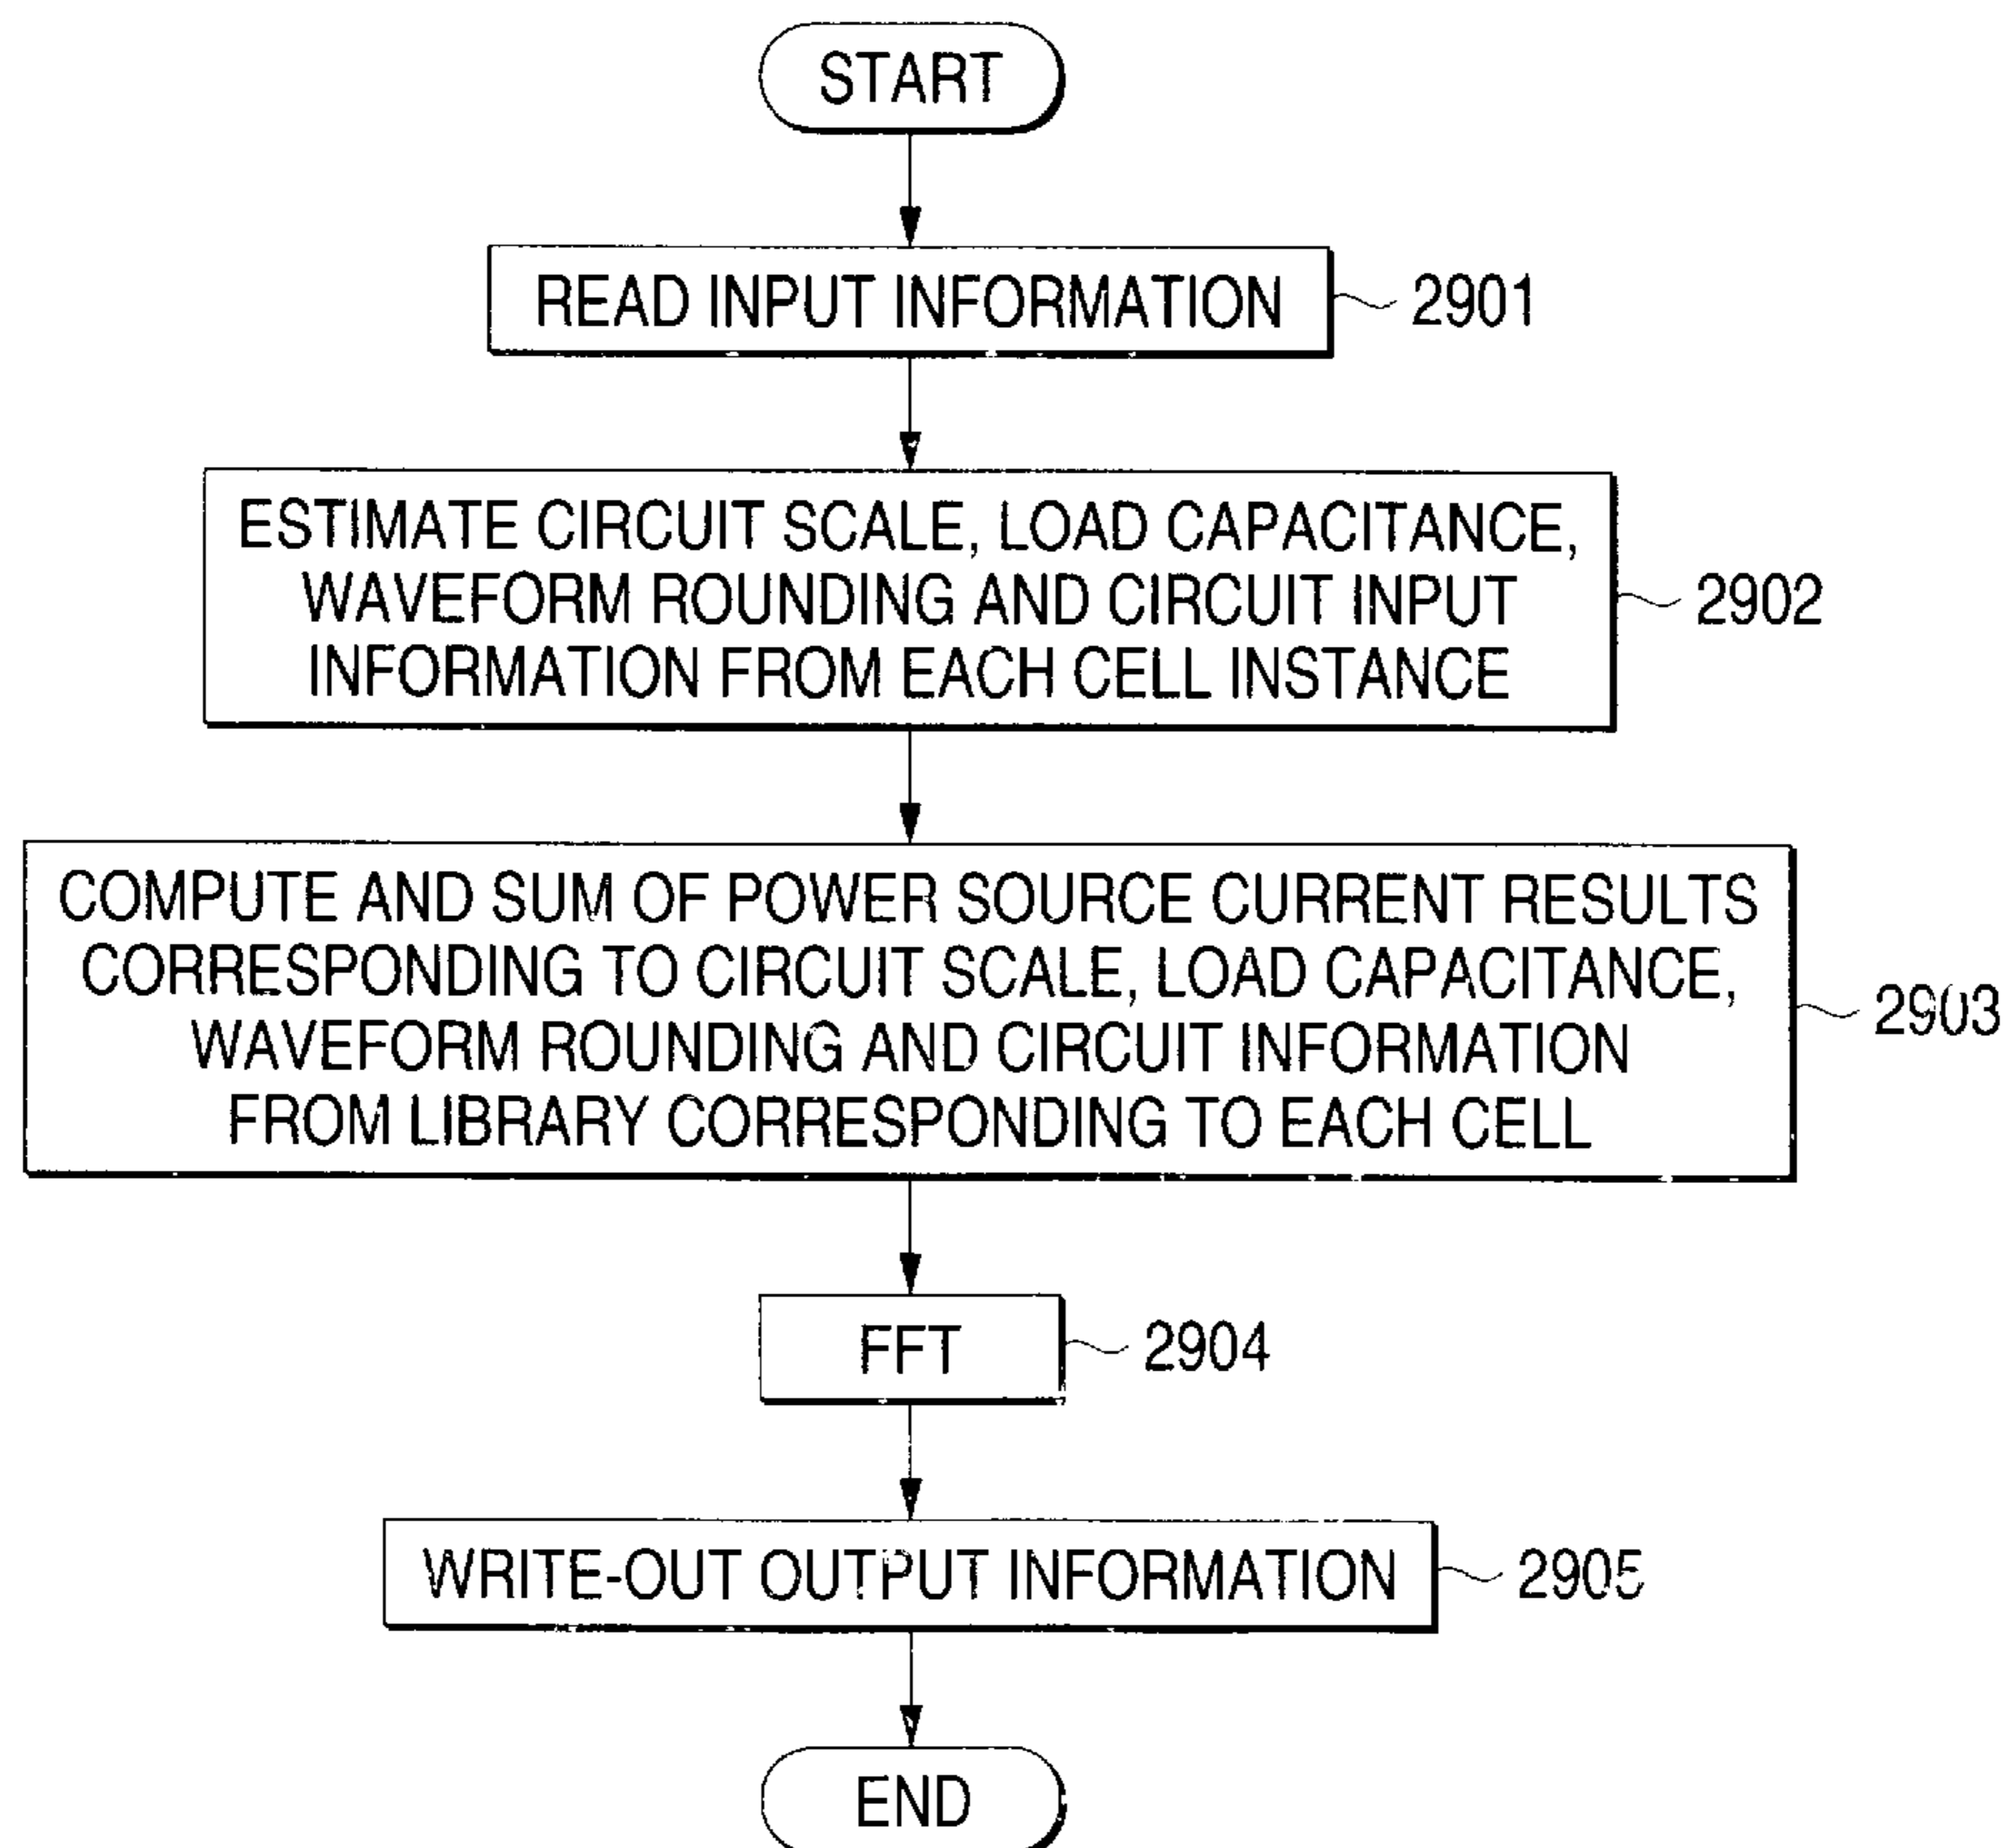 START
READ INPUT INFORMATION
2901
ESTIMATE CIRCUIT SCALE, LOAD CAPACITANCE,
WAVEFORM ROUNDING AND CIRCUIT INPUT
INFORMATION FROM EACH CELL INSTANCE
2902
COMPUTE AND SUM OF POWER SOURCE CURRENT RESULTS
CORRESPONDING TO CIRCUIT SCALE, LOAD CAPACITANCE,
WAVEFORM ROUNDING AND CIRCUIT INFORMATION
FROM LIBRARY CORRESPONDING TO EACH CELL
2903
FFT
2904
WRITE-OUT OUTPUT INFORMATION
2905
END